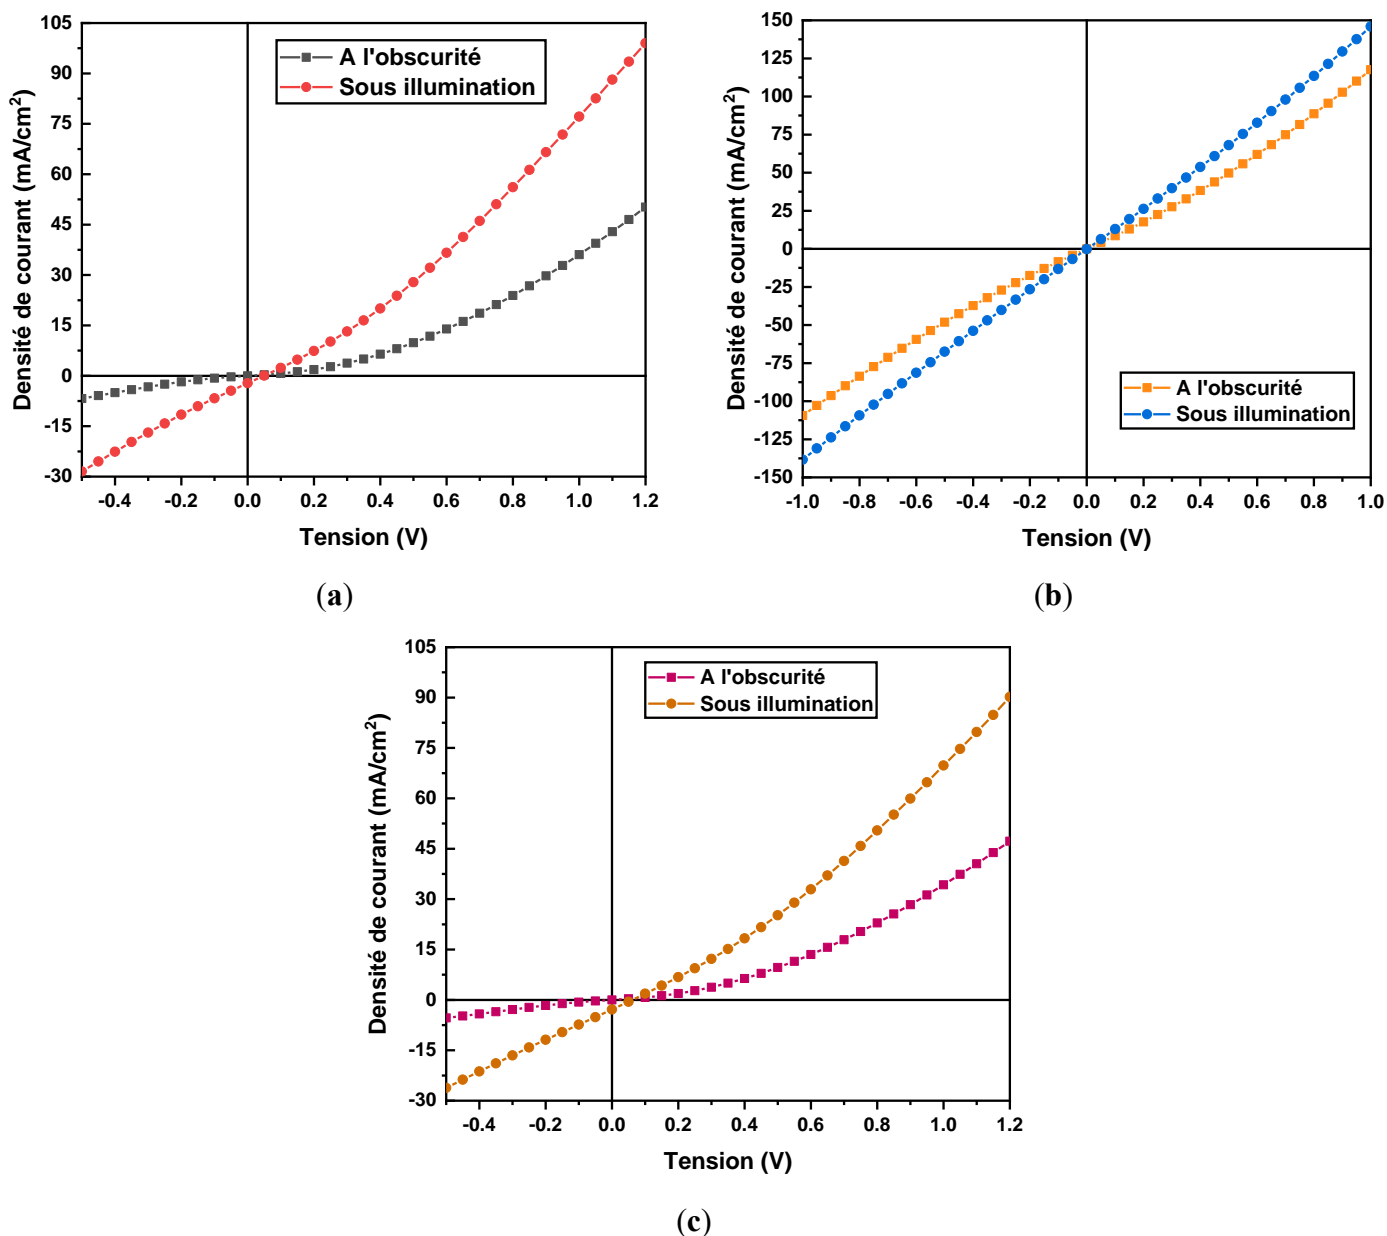 105
90
75
60
45
30
15
0
-15
-30
Densité de courant (mA/cm²)
A l'obscurité
Sous illumination
-0.4 -0.2 0.0 0.2 0.4 0.6 0.8 1.0 1.2
Tension (V)
(a)
150
125
100
75
50
25
0
-25
-50
-75
-100
-125
-150
Densité de courant (mA/cm²)
A l'obscurité
Sous illumination
-1.0 -0.8 -0.6 -0.4 -0.2 0.0 0.2 0.4 0.6 0.8 1.0
Tension (V)
(b)
105
90
75
60
45
30
15
0
-15
-30
Densité de courant (mA/cm²)
A l'obscurité
Sous illumination
-0.4 -0.2 0.0 0.2 0.4 0.6 0.8 1.0 1.2
Tension (V)
(c)